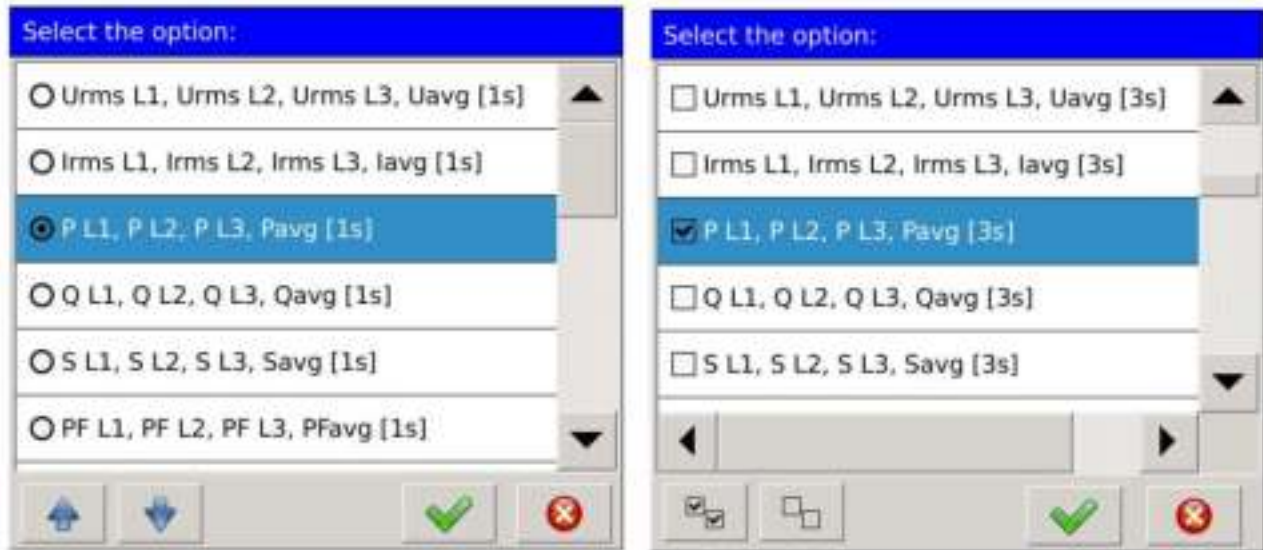 Select the option:
Urms L1, Urms L2, Urms L3, Uavg [1s]
Irms L1, Irms L2, Irms L3, Iavg [1s]
P L1, P L2, P L3, Pavg [1s]
Q L1, Q L2, Q L3, Qavg [1s]
S L1, S L2, S L3, Savg [1s]
PF L1, PF L2, PF L3, PFavg [1s]
Select the option:
Urms L1, Urms L2, Urms L3, Uavg [3s]
Irms L1, Irms L2, Irms L3, Iavg [3s]
P L1, P L2, P L3, Pavg [3s]
Q L1, Q L2, Q L3, Qavg [3s]
S L1, S L2, S L3, Savg [3s]